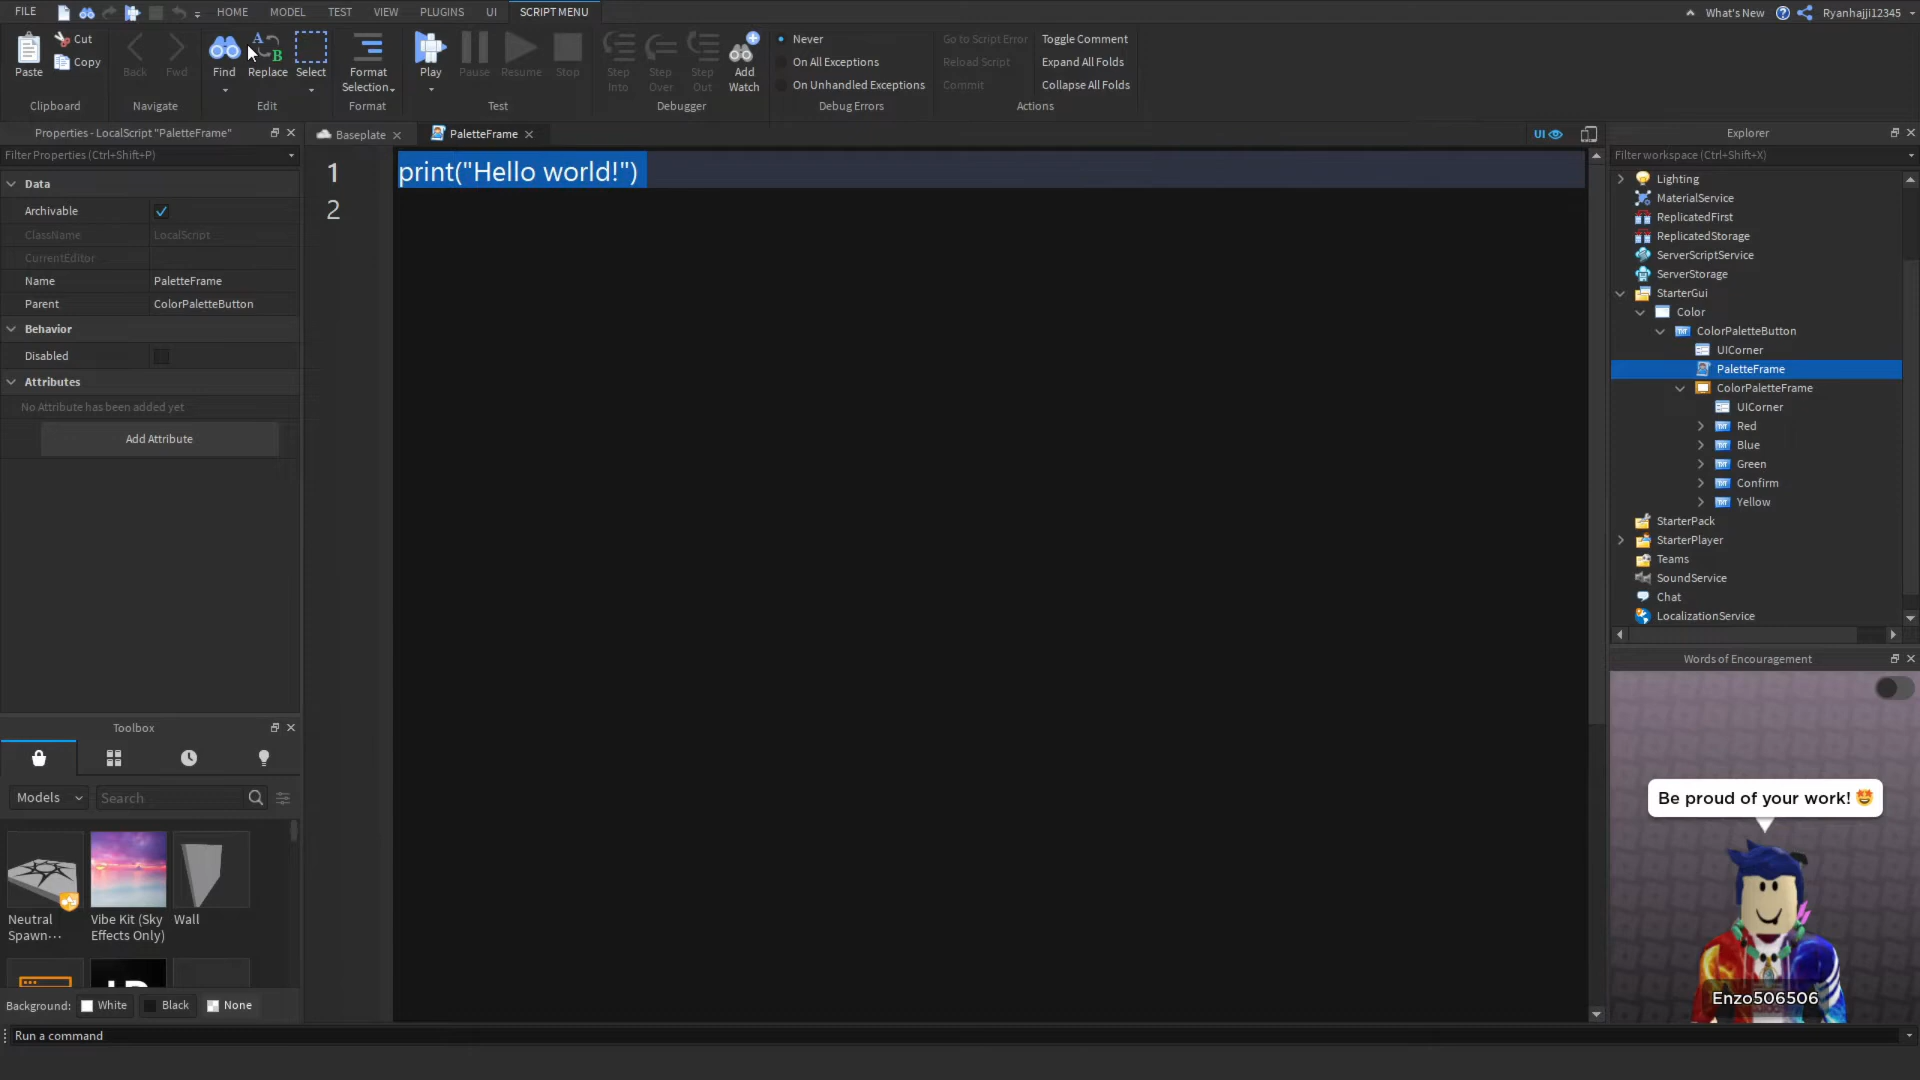 FILE HOME MODEL TEST VIEW PLUGINS UI SCRIPT MENU What's New Ryanhajji12345
Cut
Copy
Paste
Clipboard
Back Fwd
Navigate
Find Replace Select
Edit
Format
Selection
Format
Play Pause Resume Stop
Test
Step
Into
Step
Over
Step
Out
Add
Watch
Debugger
Never
On All Exceptions
On Unhandled Exceptions
Debug Errors
Go to Script Error
Reload Script
Commit
Toggle Comment
Expand All Folds
Collapse All Folds
Actions
Properties - LocalScript "PaletteFrame"
Filter Properties (Ctrl+Shift+P)
Data
Archivable
ClassName LocalScript
CurrentEditor
Name PaletteFrame
Parent ColorPaletteButton
Behavior
Disabled
Attributes
No Attribute has been added yet
Add Attribute
Toolbox
Models Search
Neutral
Spawn...
Vibe Kit (Sky
Effects Only)
Wall
Background: White Black None
Run a command
Baseplate PaletteFrame UI
1 print("Hello world!")
2
Explorer
Filter workspace (Ctrl+Shift+X)
Lighting
MaterialService
ReplicatedFirst
ReplicatedStorage
ServerScriptService
ServerStorage
StarterGui
Color
ColorPaletteButton
UICorner
PaletteFrame
ColorPaletteFrame
UICorner
Red
Blue
Green
Confirm
Yellow
StarterPack
StarterPlayer
Teams
SoundService
Chat
LocalizationService
Words of Encouragement
Be proud of your work! 🤩
Enzo506506